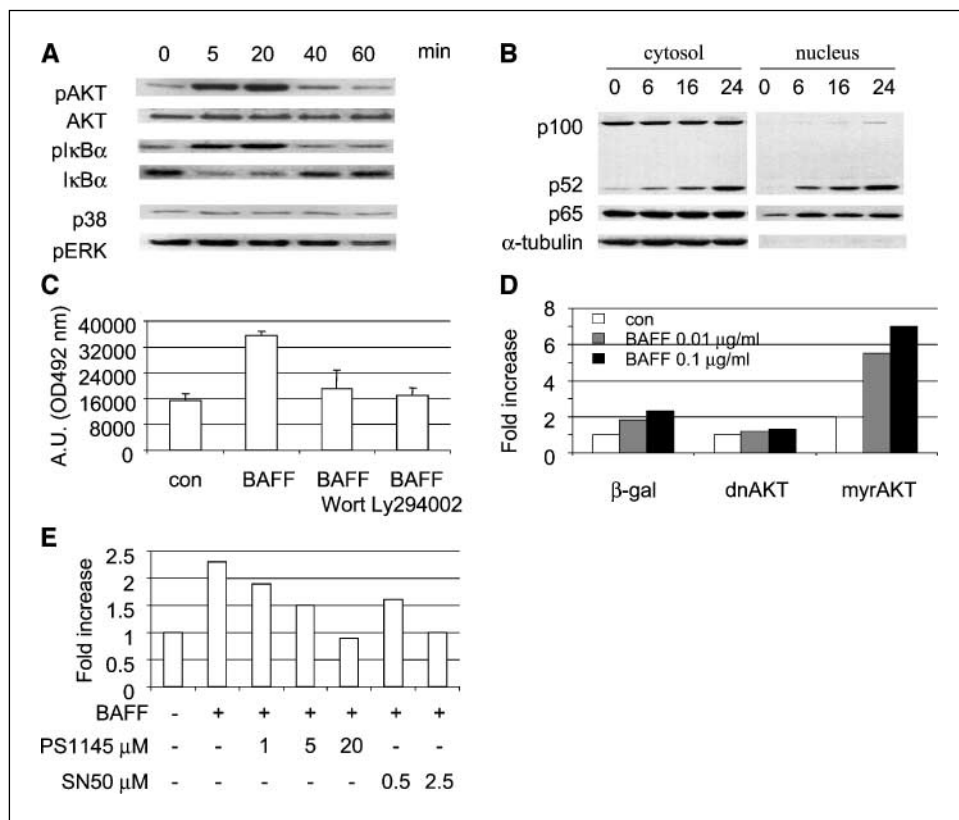 A
0 5 20 40 60 min
pAKT
AKT
pIκBα
IκBα
p38
pERK
B
cytosol nucleus
0 6 16 24 0 6 16 24
p100
p52
p65
α-tubulin
C
A.U. (OD492 nm)
40000
32000
24000
16000
8000
0
con BAFF BAFF BAFF
Wort Ly294002
D
Fold increase
8
6
4
2
0
con
BAFF 0.01 μg/ml
BAFF 0.1 μg/ml
β-gal dnAKT myrAKT
E
Fold increase
2.5
2
1.5
1
0.5
0
BAFF - + + + + + +
PS1145 μM - - 1 5 20 - -
SN50 μM - - - - - 0.5 2.5